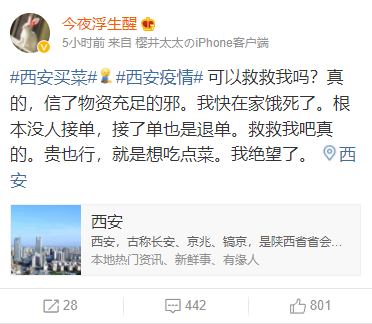 今夜浮生醒
5小时前 来自 樱井太太のiPhone客户端
#西安买菜# #西安疫情# 可以救救我吗？真
的，信了物资充足的邪。我快在家饿死了。根
本没人接单，接了单也是退单。救救我吧真
的。贵也行，就是想吃点菜。我绝望了。 西
安
西安
西安，古称长安、京兆、镐京，是陕西省省会...
本地热门资讯、新鲜事、有缘人
28 442 801